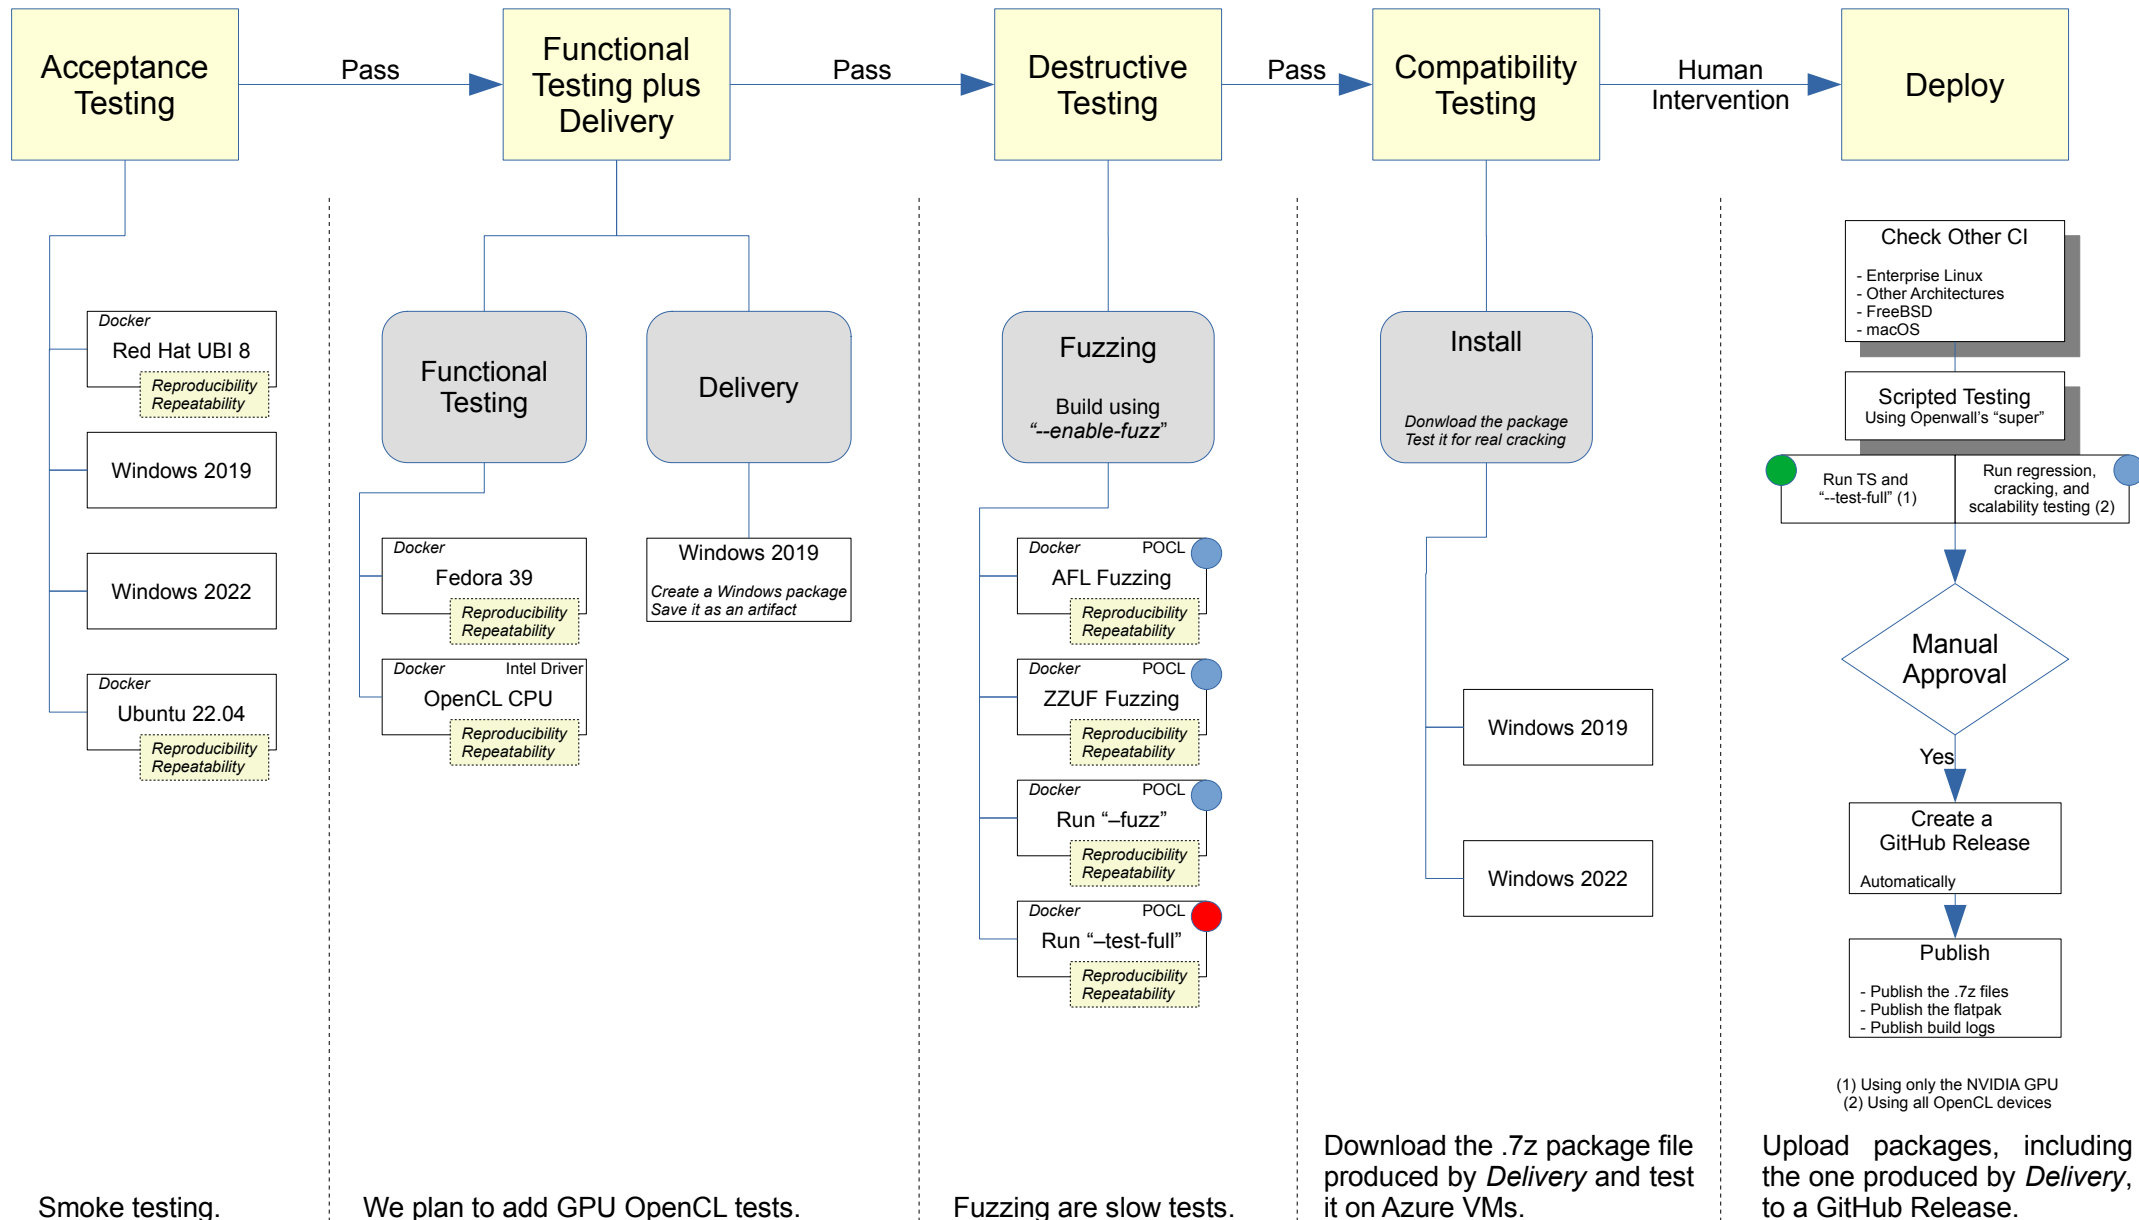 Acceptance
Testing
Pass
Functional
Testing plus
Delivery
Pass
Destructive
Testing
Pass
Compatibility
Testing
Human
Intervention
Deploy
Docker
Red Hat UBI 8
Reproducibility
Repeatability
Windows 2019
Windows 2022
Docker
Ubuntu 22.04
Reproducibility
Repeatability
Smoke testing.
Functional
Testing
Delivery
Docker
Fedora 39
Reproducibility
Repeatability
Docker Intel Driver
OpenCL CPU
Reproducibility
Repeatability
Windows 2019
Create a Windows package
Save it as an artifact
We plan to add GPU OpenCL tests.
Fuzzing
Build using
“--enable-fuzz”
Docker POCL
AFL Fuzzing
Reproducibility
Repeatability
Docker POCL
ZZUF Fuzzing
Reproducibility
Repeatability
Docker POCL
Run “–fuzz”
Reproducibility
Repeatability
Docker POCL
Run “–test-full”
Reproducibility
Repeatability
Fuzzing are slow tests.
Install
Donwload the package
Test it for real cracking
Windows 2019
Windows 2022
Download the .7z package file
produced by Delivery and test
it on Azure VMs.
Check Other CI
- Enterprise Linux
- Other Architectures
- FreeBSD
- macOS
Scripted Testing
Using Openwall’s “super”
Run TS and
“--test-full” (1)
Run regression,
cracking, and
scalability testing (2)
Manual
Approval
Yes
Create a
GitHub Release
Automatically
Publish
- Publish the .7z files
- Publish the flatpak
- Publish build logs
(1) Using only the NVIDIA GPU
(2) Using all OpenCL devices
Upload packages, including
the one produced by Delivery,
to a GitHub Release.